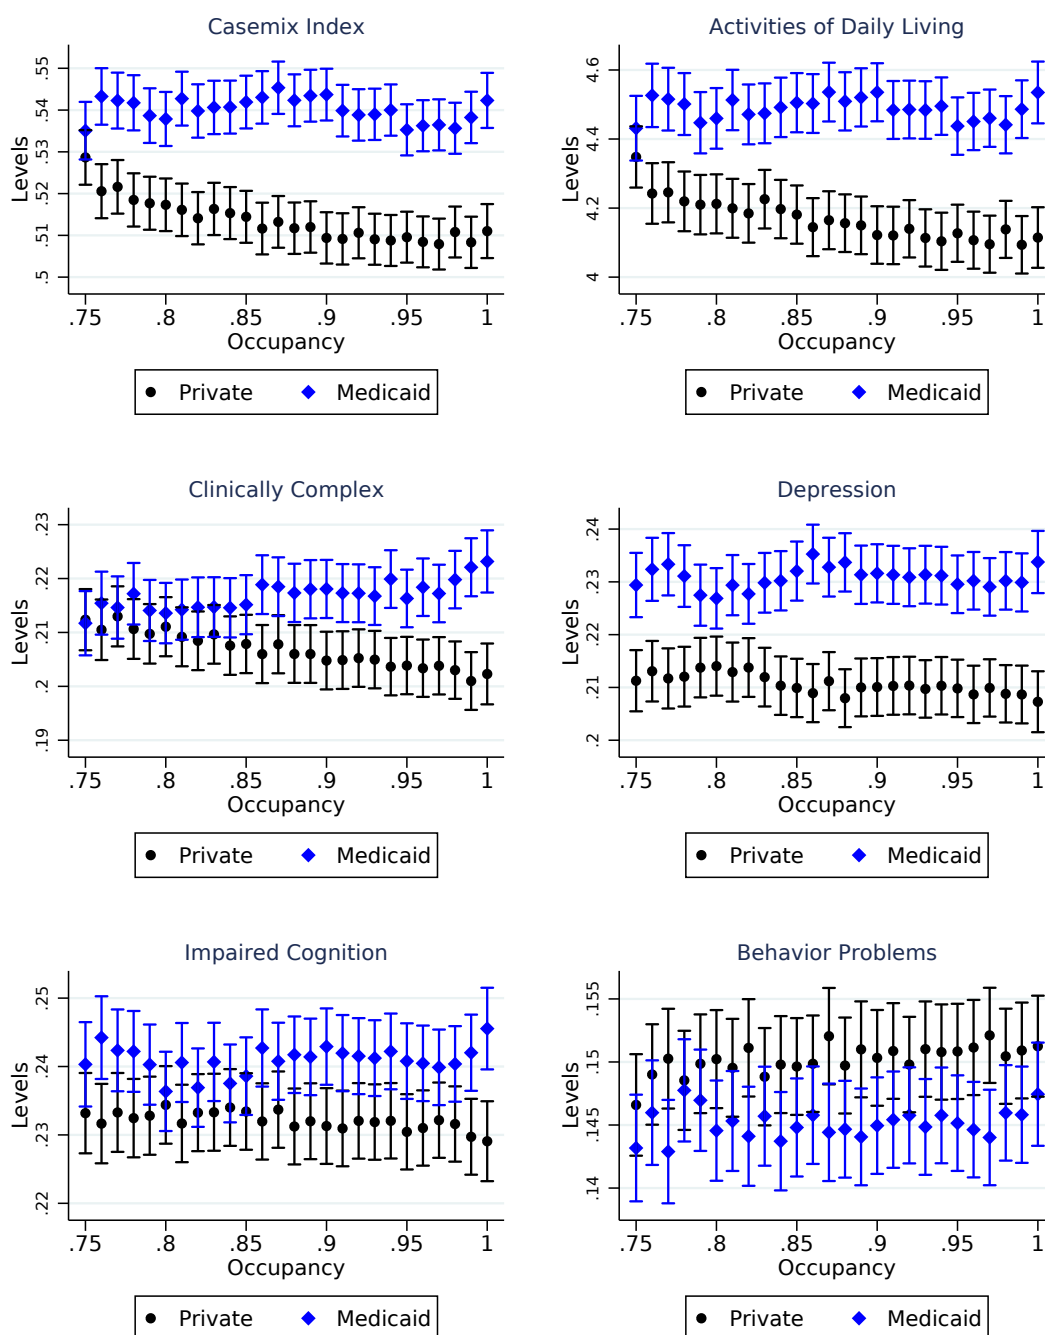 Casemix Index
Levels
.55
.54
.53
.52
.51
.5
.75 .8 .85 .9 .95 1
Occupancy
Private Medicaid
Activities of Daily Living
Levels
4.6
4.4
4.2
4
.75 .8 .85 .9 .95 1
Occupancy
Private Medicaid
Clinically Complex
Levels
.23
.22
.21
.2
.19
.75 .8 .85 .9 .95 1
Occupancy
Private Medicaid
Depression
Levels
.24
.23
.22
.21
.2
.75 .8 .85 .9 .95 1
Occupancy
Private Medicaid
Impaired Cognition
Levels
.25
.24
.23
.22
.75 .8 .85 .9 .95 1
Occupancy
Private Medicaid
Behavior Problems
Levels
.155
.15
.145
.14
.75 .8 .85 .9 .95 1
Occupancy
Private Medicaid